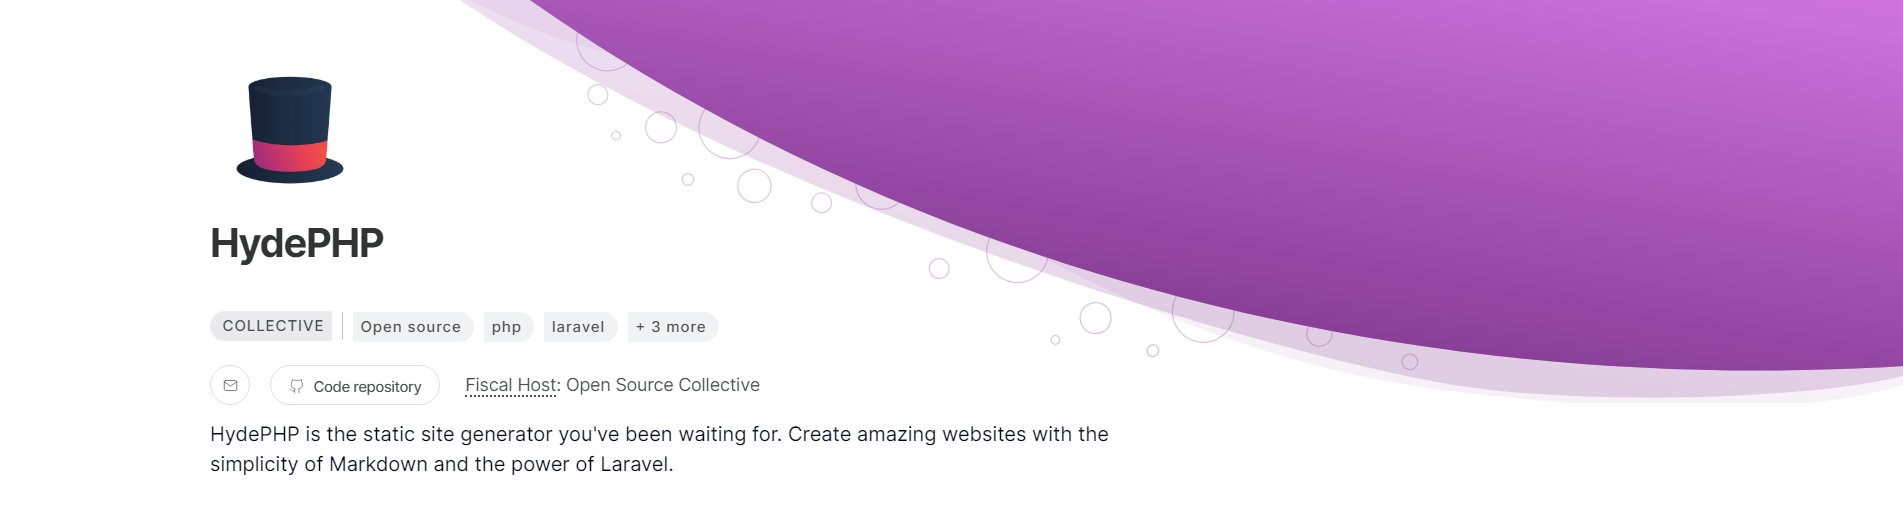 HydePHP
COLLECTIVE Open source php laravel + 3 more
Code repository Fiscal Host: Open Source Collective
HydePHP is the static site generator you've been waiting for. Create amazing websites with the
simplicity of Markdown and the power of Laravel.